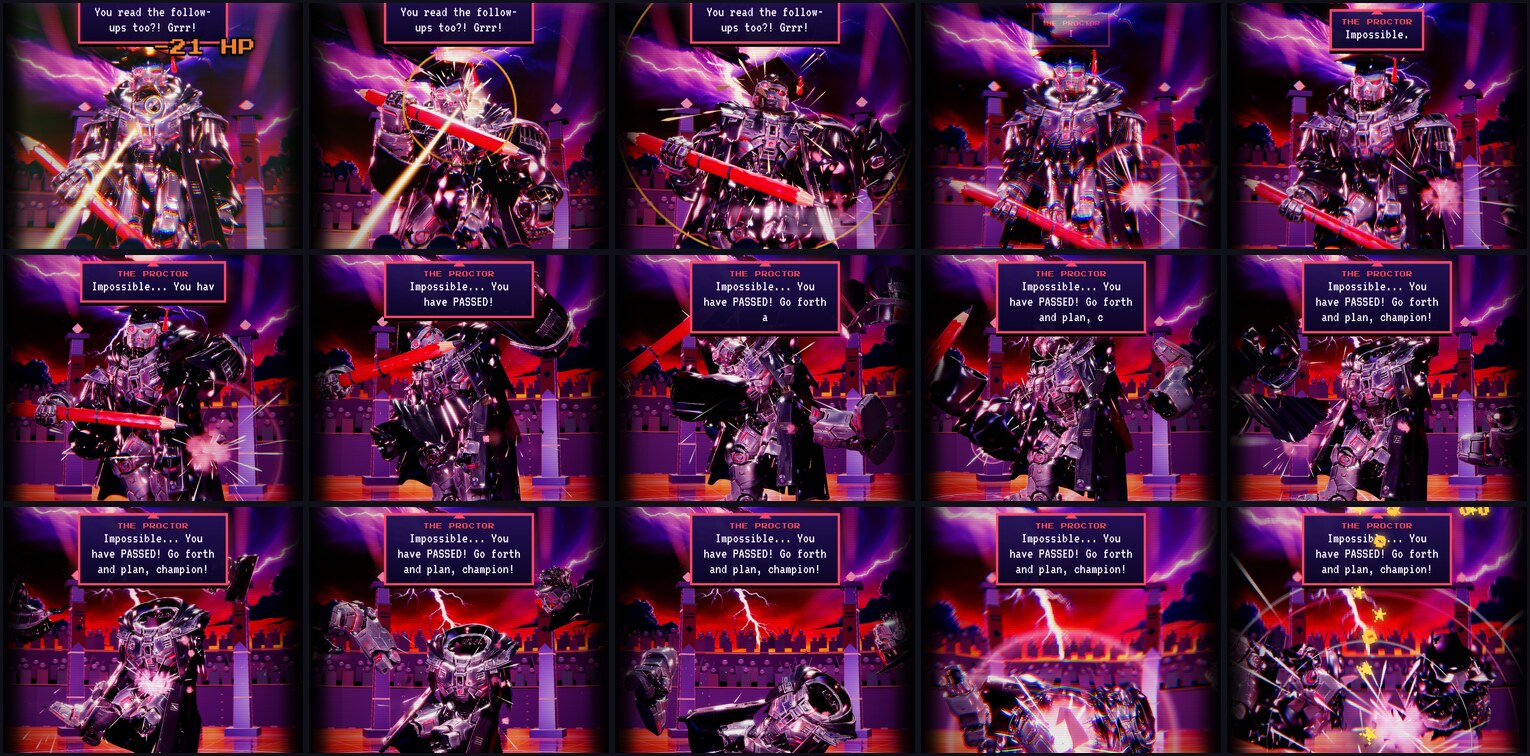 You read the follow-
ups too?! Grrr!
-21 HP
You read the follow-
ups too?! Grrr!
You read the follow-
ups too?! Grrr!
THE PROCTOR
I
THE PROCTOR
Impossible.
THE PROCTOR
Impossible... You hav
THE PROCTOR
Impossible... You
have PASSED!
THE PROCTOR
Impossible... You
have PASSED! Go forth
a
THE PROCTOR
Impossible... You
have PASSED! Go forth
and plan, c
THE PROCTOR
Impossible... You
have PASSED! Go forth
and plan, champion!
THE PROCTOR
Impossible... You
have PASSED! Go forth
and plan, champion!
THE PROCTOR
Impossible... You
have PASSED! Go forth
and plan, champion!
THE PROCTOR
Impossible... You
have PASSED! Go forth
and plan, champion!
THE PROCTOR
Impossible... You
have PASSED! Go forth
and plan, champion!
THE PROCTOR
Impossible... You
have PASSED! Go forth
and plan, champion!